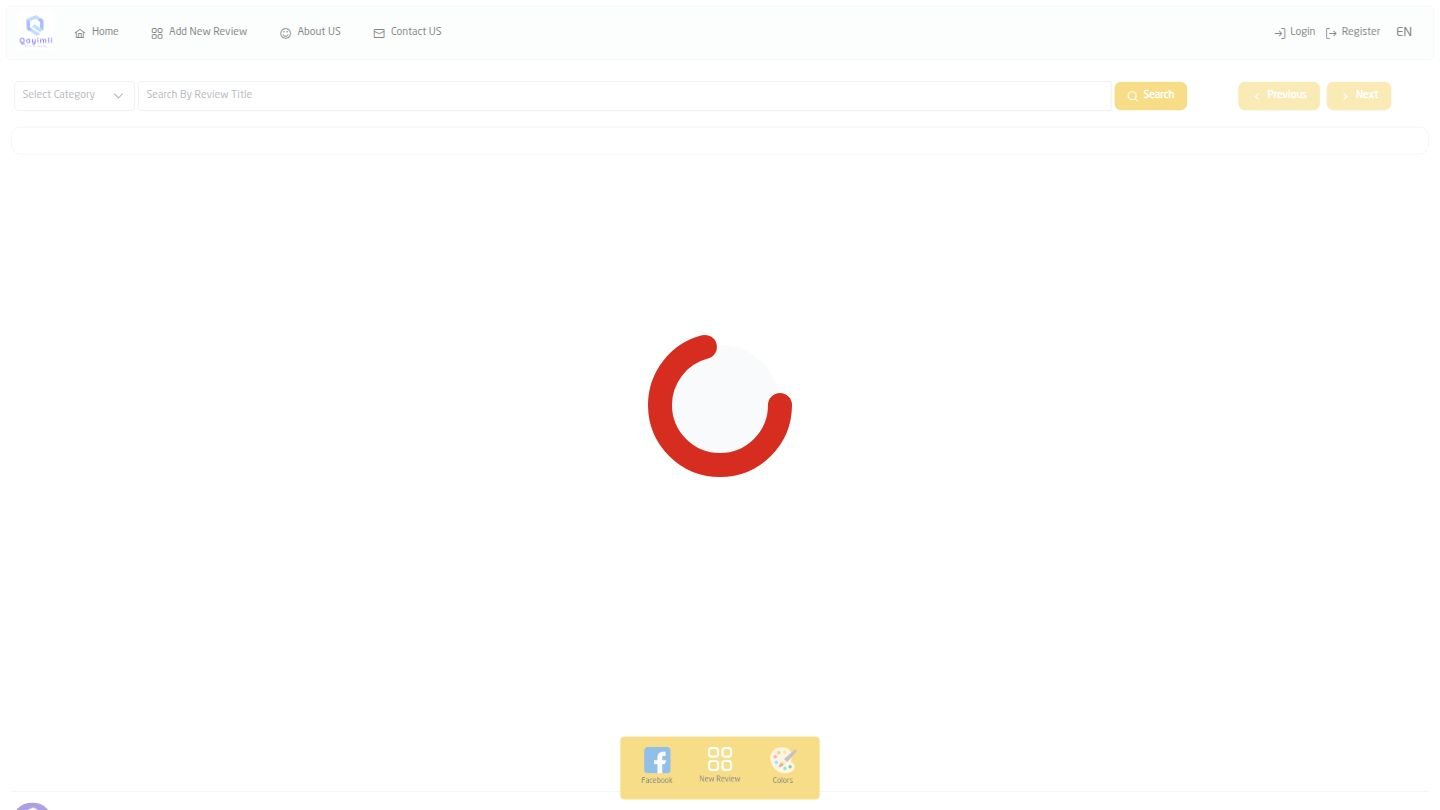 Qayimli
Home
Add New Review
About US
Contact US
Login
Register
EN
Select Category
Search By Review Title
Search
Previous
Next
Facebook
New Review
Colors